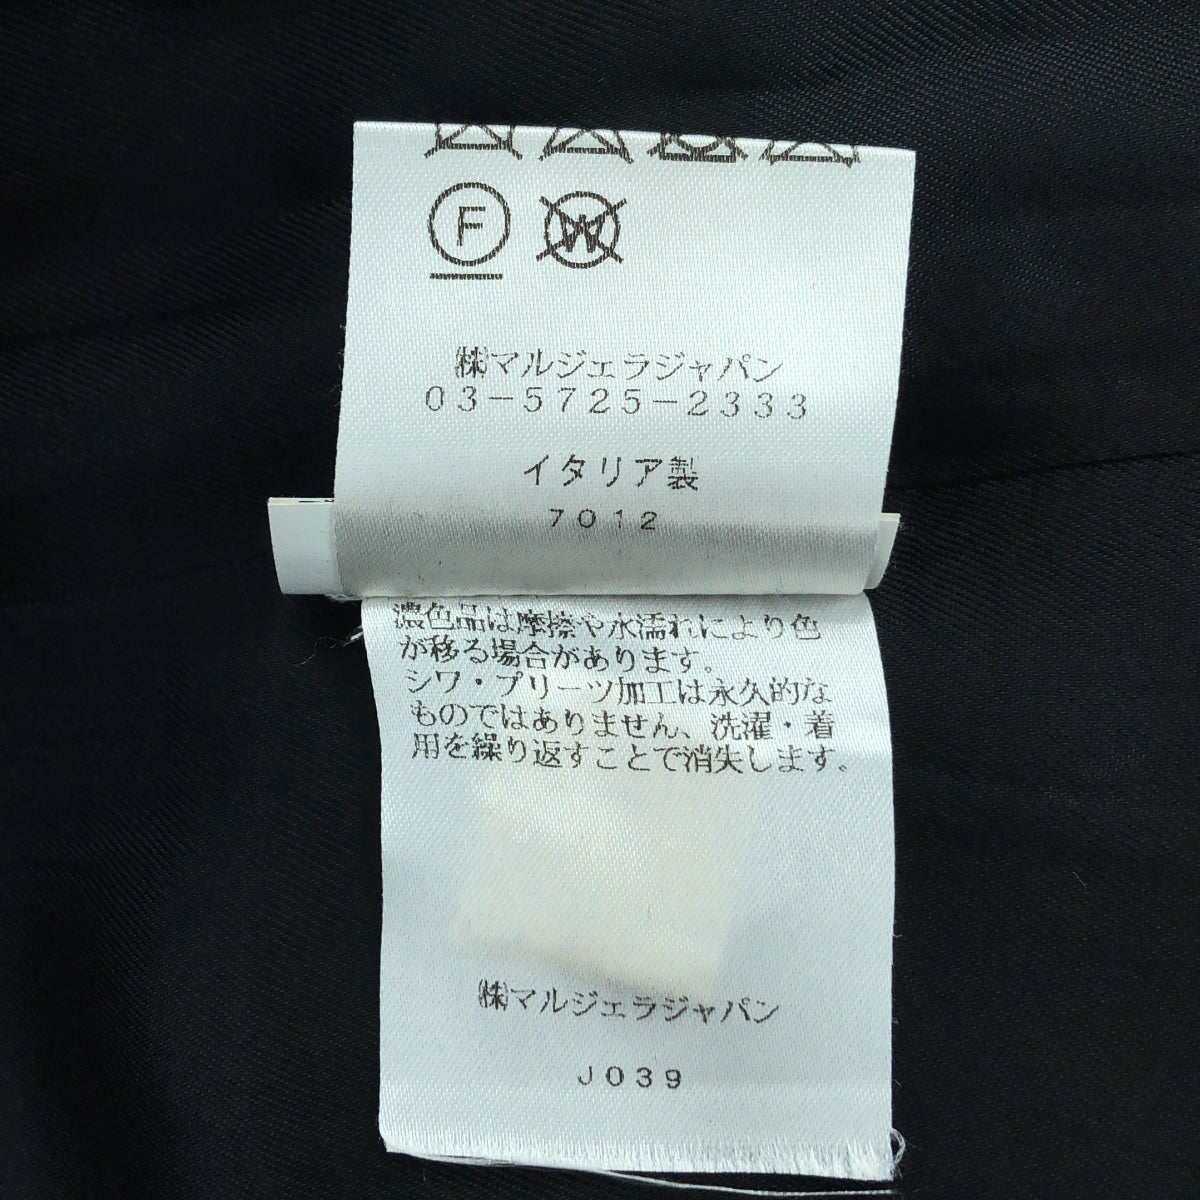 F
W
㈱マルジェラジャパン
03-5725-2333
イタリア製
7012
濃色品は摩擦や水濡れにより色
が移る場合があります。
シワ・プリーツ加工は永久的な
ものではありません、洗濯・着
用を繰り返すことで消失します。
㈱マルジェラジャパン
J039